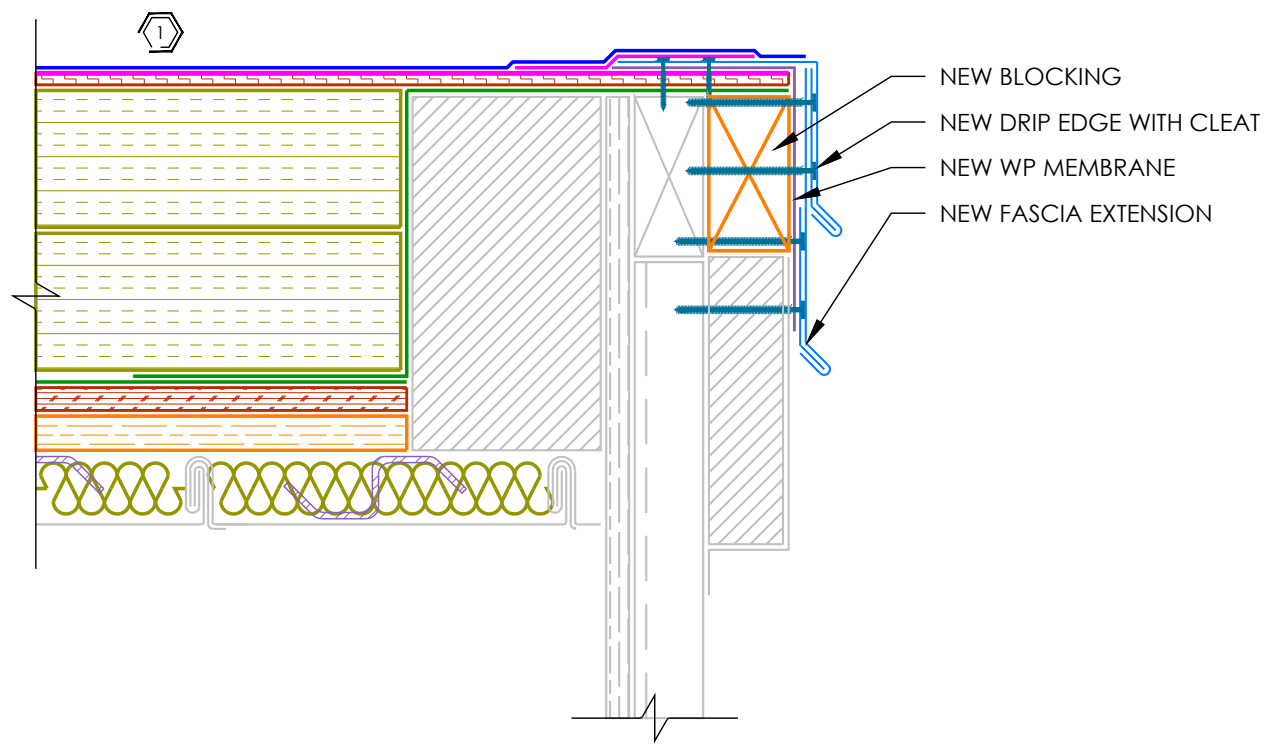 1
NEW BLOCKING
NEW DRIP EDGE WITH CLEAT
NEW WP MEMBRANE
NEW FASCIA EXTENSION